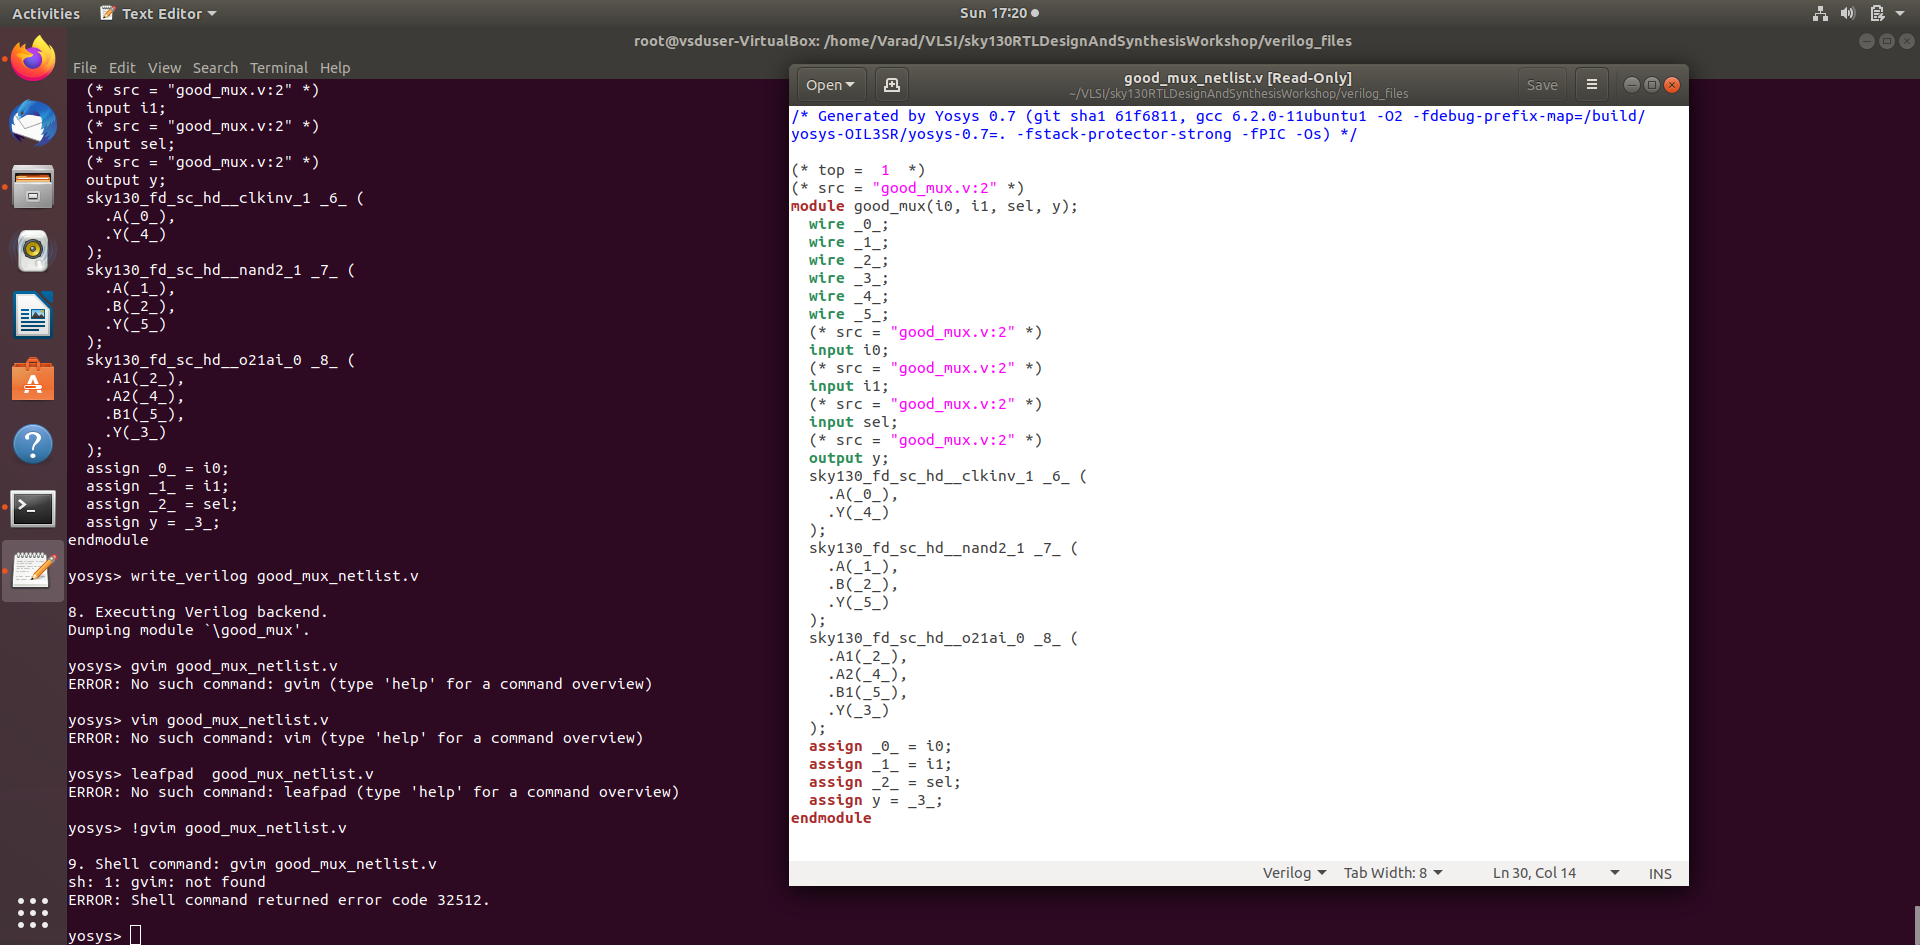 Activities
Text Editor
Sun 17:20
root@vsduser-VirtualBox: /home/Varad/VLSI/sky130RTLDesignAndSynthesisWorkshop/verilog_files
File Edit View Search Terminal Help
(* src = "good_mux.v:2" *)
input i1;
(* src = "good_mux.v:2" *)
input sel;
(* src = "good_mux.v:2" *)
output y;
sky130_fd_sc_hd__clkinv_1 _6_ (
.A(_0_),
.Y(_4_)
);
sky130_fd_sc_hd__nand2_1 _7_ (
.A(_1_),
.B(_2_),
.Y(_5_)
);
sky130_fd_sc_hd__o21ai_0 _8_ (
.A1(_2_),
.A2(_4_),
.B1(_5_),
.Y(_3_)
);
assign _0_ = i0;
assign _1_ = i1;
assign _2_ = sel;
assign y = _3_;
endmodule
yosys> write_verilog good_mux_netlist.v
8. Executing Verilog backend.
Dumping module `\good_mux'.
yosys> gvim good_mux_netlist.v
ERROR: No such command: gvim (type 'help' for a command overview)
yosys> vim good_mux_netlist.v
ERROR: No such command: vim (type 'help' for a command overview)
yosys> leafpad  good_mux_netlist.v
ERROR: No such command: leafpad (type 'help' for a command overview)
yosys> !gvim good_mux_netlist.v
9. Shell command: gvim good_mux_netlist.v
sh: 1: gvim: not found
ERROR: Shell command returned error code 32512.
yosys>
Open
good_mux_netlist.v [Read-Only]
~/VLSI/sky130RTLDesignAndSynthesisWorkshop/verilog_files
Save
/* Generated by Yosys 0.7 (git sha1 61f6811, gcc 6.2.0-11ubuntu1 -O2 -fdebug-prefix-map=/build/
yosys-OIL3SR/yosys-0.7=. -fstack-protector-strong -fPIC -Os) */
(* top =  1  *)
(* src = "good_mux.v:2" *)
module good_mux(i0, i1, sel, y);
wire _0_;
wire _1_;
wire _2_;
wire _3_;
wire _4_;
wire _5_;
(* src = "good_mux.v:2" *)
input i0;
(* src = "good_mux.v:2" *)
input i1;
(* src = "good_mux.v:2" *)
input sel;
(* src = "good_mux.v:2" *)
output y;
sky130_fd_sc_hd__clkinv_1 _6_ (
.A(_0_),
.Y(_4_)
);
sky130_fd_sc_hd__nand2_1 _7_ (
.A(_1_),
.B(_2_),
.Y(_5_)
);
sky130_fd_sc_hd__o21ai_0 _8_ (
.A1(_2_),
.A2(_4_),
.B1(_5_),
.Y(_3_)
);
assign _0_ = i0;
assign _1_ = i1;
assign _2_ = sel;
assign y = _3_;
endmodule
Verilog
Tab Width: 8
Ln 30, Col 14
INS